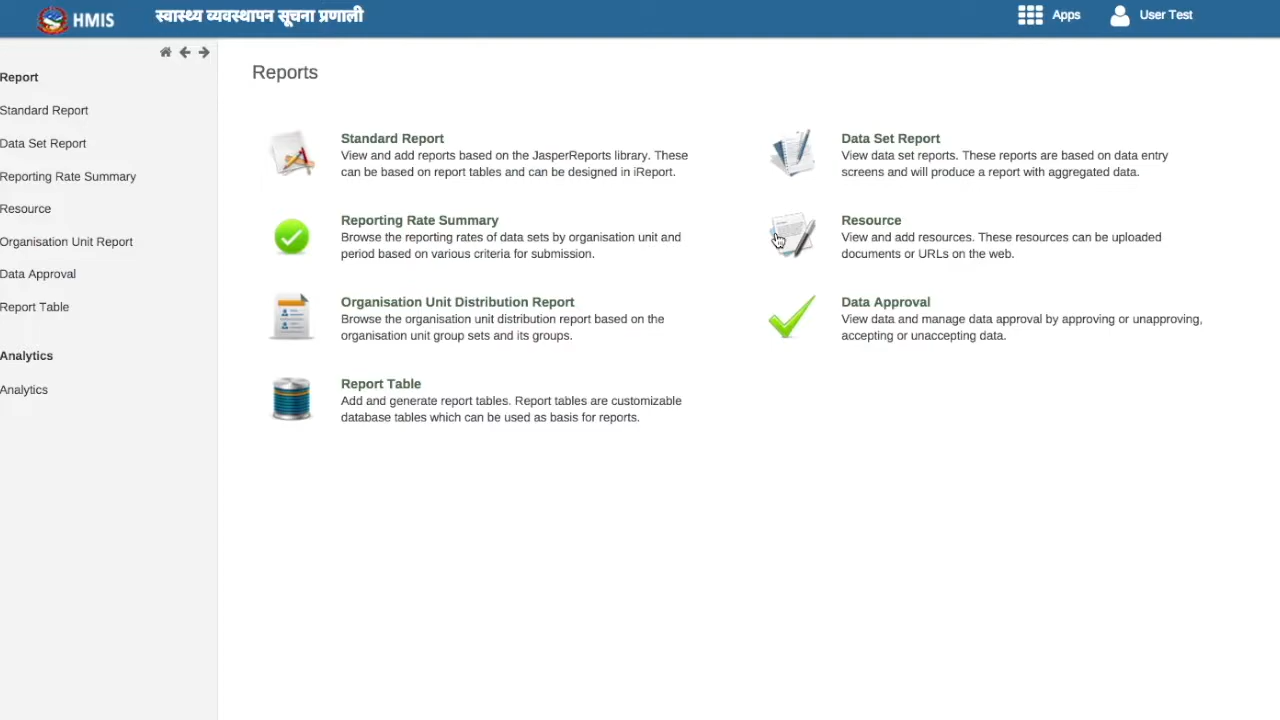 HMIS
स्वास्थ्य व्यवस्थापन सूचना प्रणाली
Apps
User Test
Report
Standard Report
Data Set Report
Reporting Rate Summary
Resource
Organisation Unit Report
Data Approval
Report Table
Analytics
Analytics
Reports
Standard Report
View and add reports based on the JasperReports library. These
can be based on report tables and can be designed in iReport.
Data Set Report
View data set reports. These reports are based on data entry
screens and will produce a report with aggregated data.
Reporting Rate Summary
Browse the reporting rates of data sets by organisation unit and
period based on various criteria for submission.
Resource
View and add resources. These resources can be uploaded
documents or URLs on the web.
Organisation Unit Distribution Report
Browse the organisation unit distribution report based on the
organisation unit group sets and its groups.
Data Approval
View data and manage data approval by approving or unapproving,
accepting or unaccepting data.
Report Table
Add and generate report tables. Report tables are customizable
database tables which can be used as basis for reports.